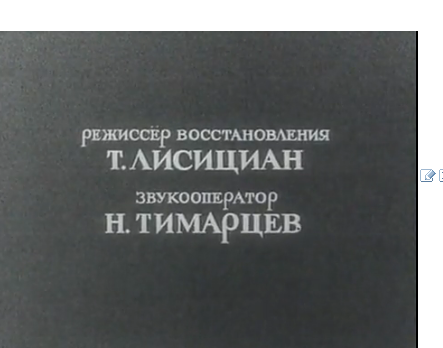 РЕЖИССЁР ВОССТАНОВЛЕНИЯ
Т. ЛИСИЦИАН
ЗВУКООПЕРАТОР
Н. ТИМАРЦЕВ